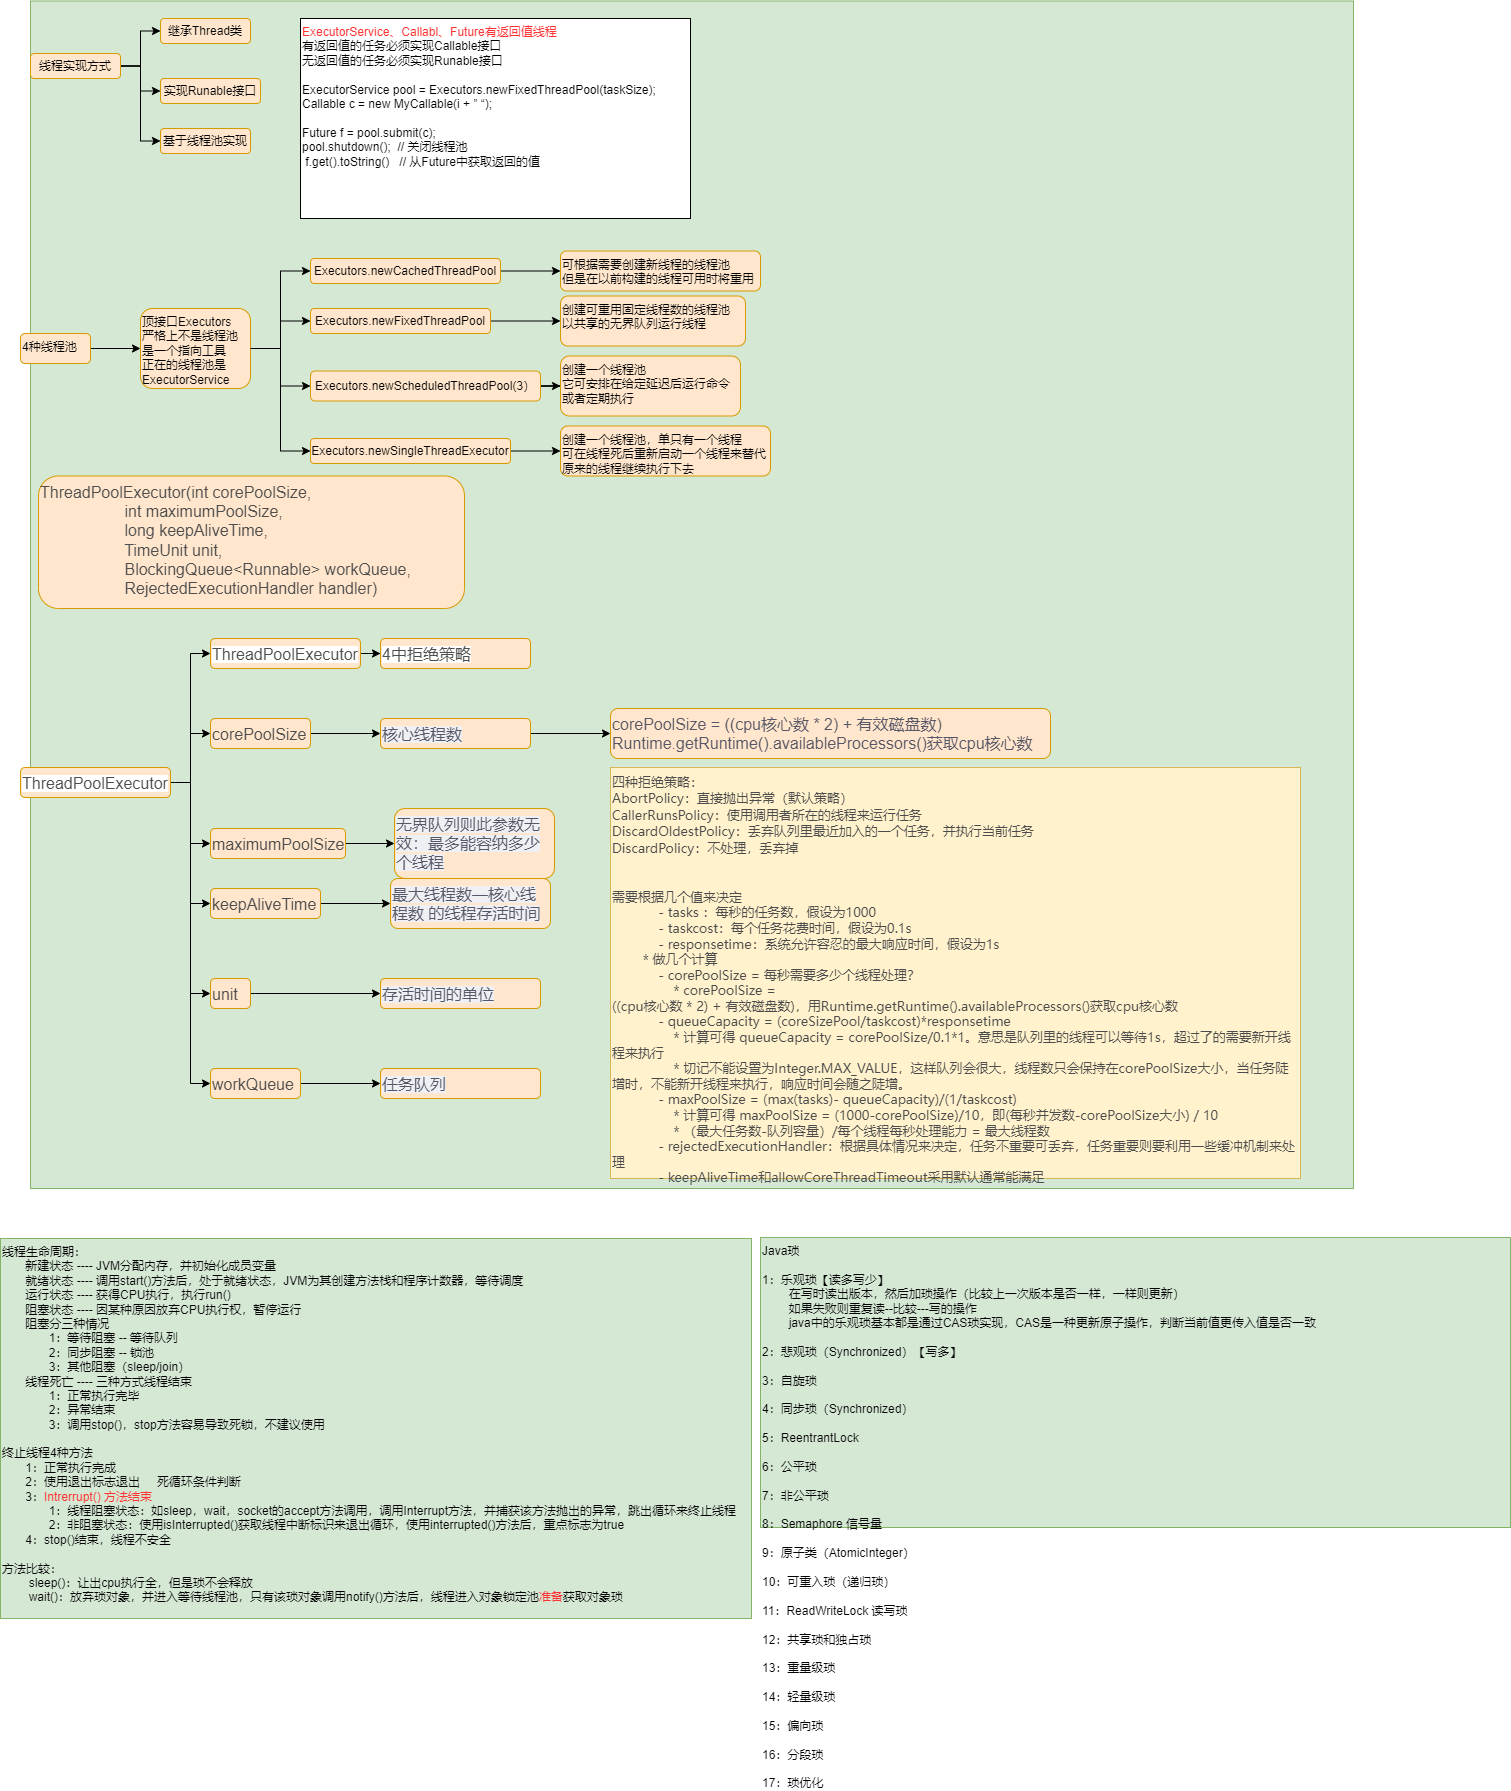 继承Thread类
线程实现方式
实现Runable接口
基于线程池实现
ExecutorService、Callabl、Future有返回值线程
有返回值的任务必须实现Callable接口
无返回值的任务必须实现Runable接口
ExecutorService pool = Executors.newFixedThreadPool(taskSize);
Callable c = new MyCallable(i + ” “);
Future f = pool.submit(c);
pool.shutdown();  // 关闭线程池
f.get().toString()   // 从Future中获取返回的值
4种线程池
顶接口Executors
严格上不是线程池
是一个指向工具
正在的线程池是
ExecutorService
Executors.newCachedThreadPool
可根据需要创建新线程的线程池
但是在以前构建的线程可用时将重用
Executors.newFixedThreadPool
创建可重用固定线程数的线程池
以共享的无界队列运行线程
Executors.newScheduledThreadPool(3)
创建一个线程池
它可安排在给定延迟后运行命令
或者定期执行
Executors.newSingleThreadExecutor
创建一个线程池，单只有一个线程
可在线程死后重新启动一个线程来替代
原来的线程继续执行下去
ThreadPoolExecutor(int corePoolSize,
int maximumPoolSize,
long keepAliveTime,
TimeUnit unit,
BlockingQueue<Runnable> workQueue,
RejectedExecutionHandler handler)
ThreadPoolExecutor
ThreadPoolExecutor
4中拒绝策略
corePoolSize
核心线程数
corePoolSize = ((cpu核心数 * 2) + 有效磁盘数)
Runtime.getRuntime().availableProcessors()获取cpu核心数
maximumPoolSize
无界队列则此参数无
效：最多能容纳多少
个线程
keepAliveTime
最大线程数—核心线
程数 的线程存活时间
unit
存活时间的单位
workQueue
任务队列
四种拒绝策略：
AbortPolicy：直接抛出异常（默认策略）
CallerRunsPolicy：使用调用者所在的线程来运行任务
DiscardOldestPolicy：丢弃队列里最近加入的一个任务，并执行当前任务
DiscardPolicy：不处理，丢弃掉
需要根据几个值来决定
- tasks ：每秒的任务数，假设为1000
- taskcost：每个任务花费时间，假设为0.1s
- responsetime：系统允许容忍的最大响应时间，假设为1s
* 做几个计算
- corePoolSize = 每秒需要多少个线程处理？
* corePoolSize =
((cpu核心数 * 2) + 有效磁盘数)，用Runtime.getRuntime().availableProcessors()获取cpu核心数
- queueCapacity = (coreSizePool/taskcost)*responsetime
* 计算可得 queueCapacity = corePoolSize/0.1*1。意思是队列里的线程可以等待1s，超过了的需要新开线
程来执行
* 切记不能设置为Integer.MAX_VALUE，这样队列会很大，线程数只会保持在corePoolSize大小，当任务陡
增时，不能新开线程来执行，响应时间会随之陡增。
- maxPoolSize = (max(tasks)- queueCapacity)/(1/taskcost)
* 计算可得 maxPoolSize = (1000-corePoolSize)/10，即(每秒并发数-corePoolSize大小) / 10
* （最大任务数-队列容量）/每个线程每秒处理能力 = 最大线程数
- rejectedExecutionHandler：根据具体情况来决定，任务不重要可丢弃，任务重要则要利用一些缓冲机制来处
理
- keepAliveTime和allowCoreThreadTimeout采用默认通常能满足
线程生命周期：
新建状态 ---- JVM分配内存，并初始化成员变量
就绪状态 ---- 调用start()方法后，处于就绪状态，JVM为其创建方法栈和程序计数器，等待调度
运行状态 ---- 获得CPU执行，执行run()
阻塞状态 ---- 因某种原因放弃CPU执行权，暂停运行
阻塞分三种情况
1：等待阻塞 -- 等待队列
2：同步阻塞 -- 锁池
3：其他阻塞（sleep/join）
线程死亡 ---- 三种方式线程结束
1：正常执行完毕
2：异常结束
3：调用stop()，stop方法容易导致死锁，不建议使用
终止线程4种方法
1：正常执行完成
2：使用退出标志退出     死循环条件判断
3：Intrerrupt() 方法结束
1：线程阻塞状态：如sleep，wait，socket的accept方法调用，调用Interrupt方法，并捕获该方法抛出的异常，跳出循环来终止线程
2：非阻塞状态：使用isInterrupted()获取线程中断标识来退出循环，使用interrupted()方法后，重点标志为true
4：stop()结束，线程不安全
方法比较：
sleep()：让出cpu执行全，但是琐不会释放
wait()：放弃琐对象，并进入等待线程池，只有该琐对象调用notify()方法后，线程进入对象锁定池准备获取对象琐
Java琐
1：乐观琐【读多写少】
在写时读出版本，然后加琐操作（比较上一次版本是否一样，一样则更新）
如果失败则重复读--比较---写的操作
java中的乐观琐基本都是通过CAS琐实现，CAS是一种更新原子操作，判断当前值更传入值是否一致
2：悲观琐（Synchronized）【写多】
3：自旋琐
4：同步琐（Synchronized）
5：ReentrantLock
6：公平琐
7：非公平琐
8：Semaphore 信号量
9：原子类（AtomicInteger）
10：可重入琐（递归琐）
11：ReadWriteLock 读写琐
12：共享琐和独占琐
13：重量级琐
14：轻量级琐
15：偏向琐
16：分段琐
17：琐优化